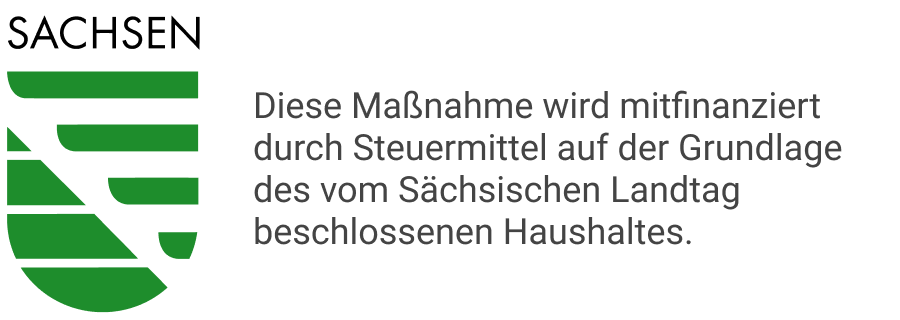 SACHSEN
Diese Maßnahme wird mitfinanziert
durch Steuermittel auf der Grundlage
des vom Sächsischen Landtag
beschlossenen Haushaltes.